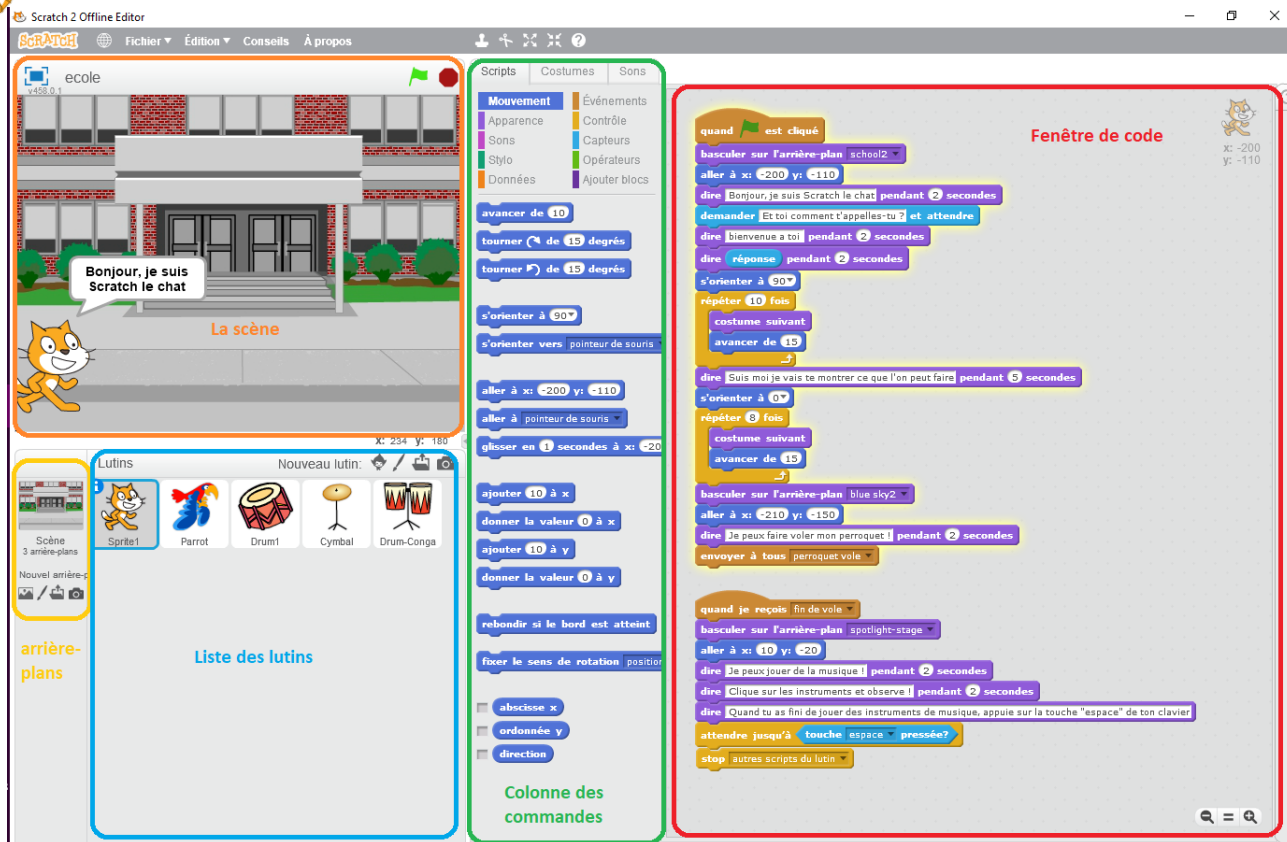 Scratch 2 Offline Editor
SCRATCH Fichier Édition Conseils À propos
ecole
v458.0.1
Bonjour, je suis
Scratch le chat
La scène
x: 234 y: 180
Scène
3 arrière-plans
Nouvel arrière-p
arrière-
plans
Lutins Nouveau lutin:
Sprite1 Parrot Drum1 Cymbal Drum-Conga
Liste des lutins
Scripts Costumes Sons
Mouvement Événements
Apparence Contrôle
Sons Capteurs
Stylo Opérateurs
Données Ajouter blocs
avancer de 10
tourner de 15 degrés
tourner de 15 degrés
s'orienter à 90
s'orienter vers pointeur de souris
aller à x: -200 y: -110
aller à pointeur de souris
glisser en 1 secondes à x: -20
ajouter 10 à x
donner la valeur 0 à x
ajouter 10 à y
donner la valeur 0 à y
rebondir si le bord est atteint
fixer le sens de rotation position
abscisse x
ordonnée y
direction
Colonne des
commandes
Fenêtre de code
x: -200
y: -110
quand est cliqué
basculer sur l'arrière-plan school2
aller à x: -200 y: -110
dire Bonjour, je suis Scratch le chat pendant 2 secondes
demander Et toi comment t'appelles-tu ? et attendre
dire bienvenue a toi pendant 2 secondes
dire réponse pendant 2 secondes
s'orienter à 90
répéter 10 fois
costume suivant
avancer de 15
dire Suis moi je vais te montrer ce que l'on peut faire pendant 5 secondes
s'orienter à 0
répéter 8 fois
costume suivant
avancer de 15
basculer sur l'arrière-plan blue sky2
aller à x: -210 y: -150
dire Je peux faire voler mon perroquet ! pendant 2 secondes
envoyer à tous perroquet vole
quand je reçois fin de vole
basculer sur l'arrière-plan spotlight-stage
aller à x: 10 y: -20
dire Je peux jouer de la musique ! pendant 2 secondes
dire Clique sur les instruments et observe ! pendant 2 secondes
dire Quand tu as fini de jouer des instruments de musique, appuie sur la touche "espace" de ton clavier
attendre jusqu'à touche espace pressée?
stop autres scripts du lutin